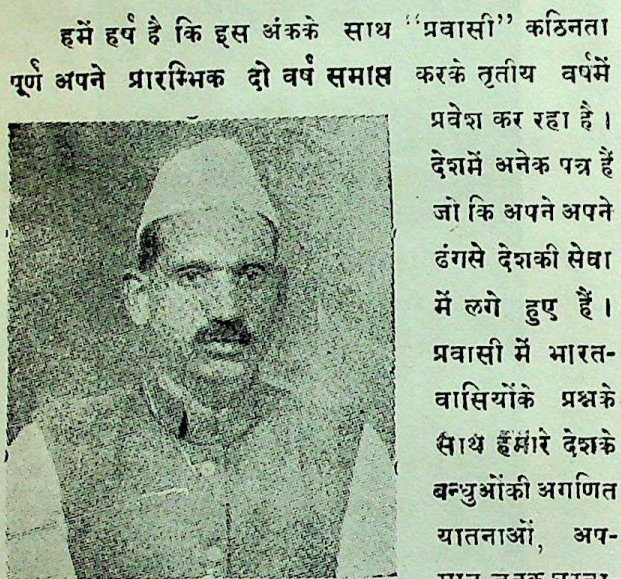 हमें हर्ष है कि इस अंकके साथ "प्रवासी" कठिनता
पूर्ण अपने प्रारम्भिक दो वर्ष समाप्त करके तृतीय वर्षमें
प्रवेश कर रहा है ।
देशमें अनेक पत्र हैं
जो कि अपने अपने
ढंगसे देशकी सेवा
में लगे हुए हैं ।
प्रवासी में भारत-
वासियोंके प्रश्नके
साथ हमारे देशके
बन्धुओंकी अगणित
यातनाओं, अप-